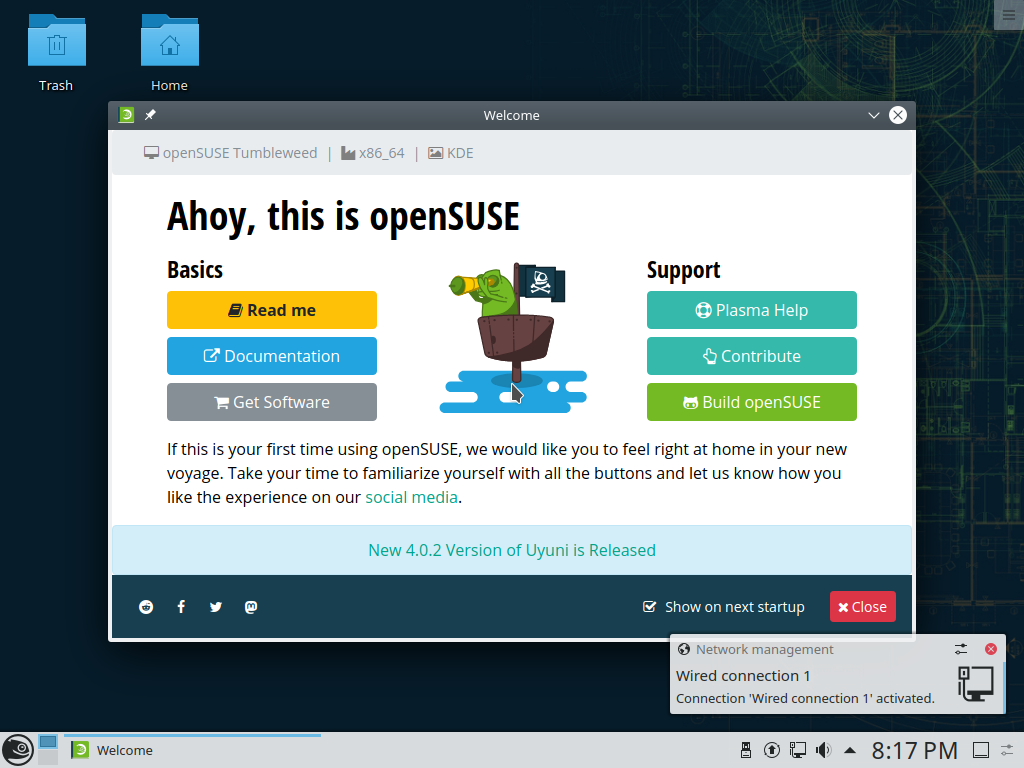 Trash
Home
Welcome
openSUSE Tumbleweed | x86_64 | KDE
Ahoy, this is openSUSE
Basics
Read me
Documentation
Get Software
Support
Plasma Help
Contribute
Build openSUSE
If this is your first time using openSUSE, we would like you to feel right at home in your new
voyage. Take your time to familiarize yourself with all the buttons and let us know how you
like the experience on our social media.
New 4.0.2 Version of Uyuni is Released
Show on next startup
Close
Network management
Wired connection 1
Connection 'Wired connection 1' activated.
Welcome
8:17 PM